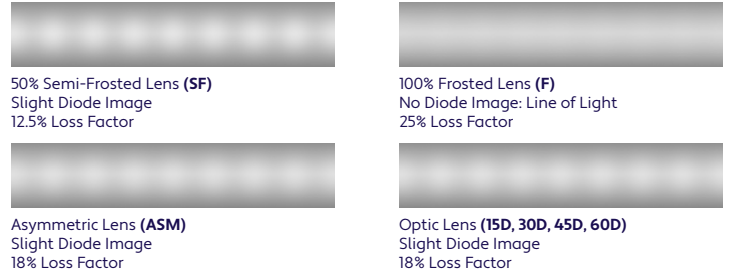 50% Semi-Frosted Lens (SF)
Slight Diode Image
12.5% Loss Factor
100% Frosted Lens (F)
No Diode Image: Line of Light
25% Loss Factor
Asymmetric Lens (ASM)
Slight Diode Image
18% Loss Factor
Optic Lens (15D, 30D, 45D, 60D)
Slight Diode Image
18% Loss Factor